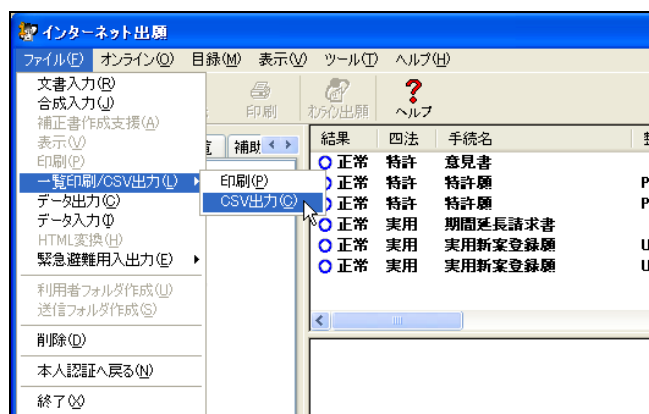 インターネット出願
ファイル(F) オンライン(O) 目録(M) 表示(V) ツール(T) ヘルプ(H)
文書入力(R)
合成入力(J)
補正書作成支援(A)
表示(V)
印刷(P)
一覧印刷/CSV出力(L)
データ出力(C)
データ入力(I)
HTML変換(H)
緊急避難用入出力(E)
利用者フォルダ作成(U)
送信フォルダ作成(S)
削除(D)
本人認証へ戻る(N)
終了(X)
印刷(P)
CSV出力(C)
印刷 オンライン出願 ヘルプ
補助
結果 四法 手続名
正常 特許 意見書
正常 特許 特許願 P
正常 特許 特許願 P
正常 実用 期間延長請求書
正常 実用 実用新案登録願 U
正常 実用 実用新案登録願 U